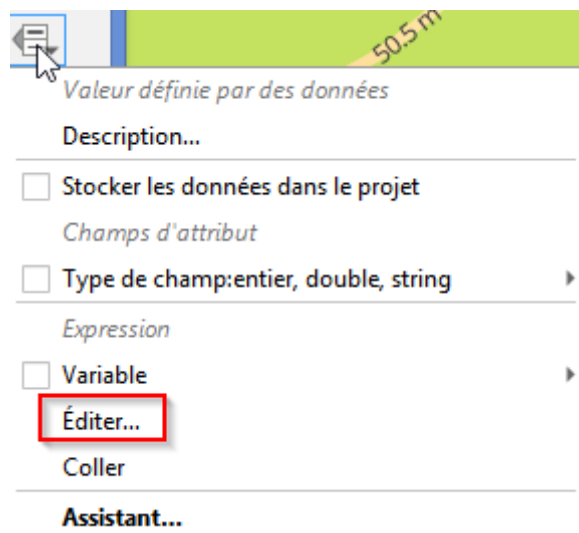 50.5 m
Valeur définie par des données
Description...
Stocker les données dans le projet
Champs d'attribut
Type de champ:entier, double, string
Expression
Variable
Éditer...
Coller
Assistant...